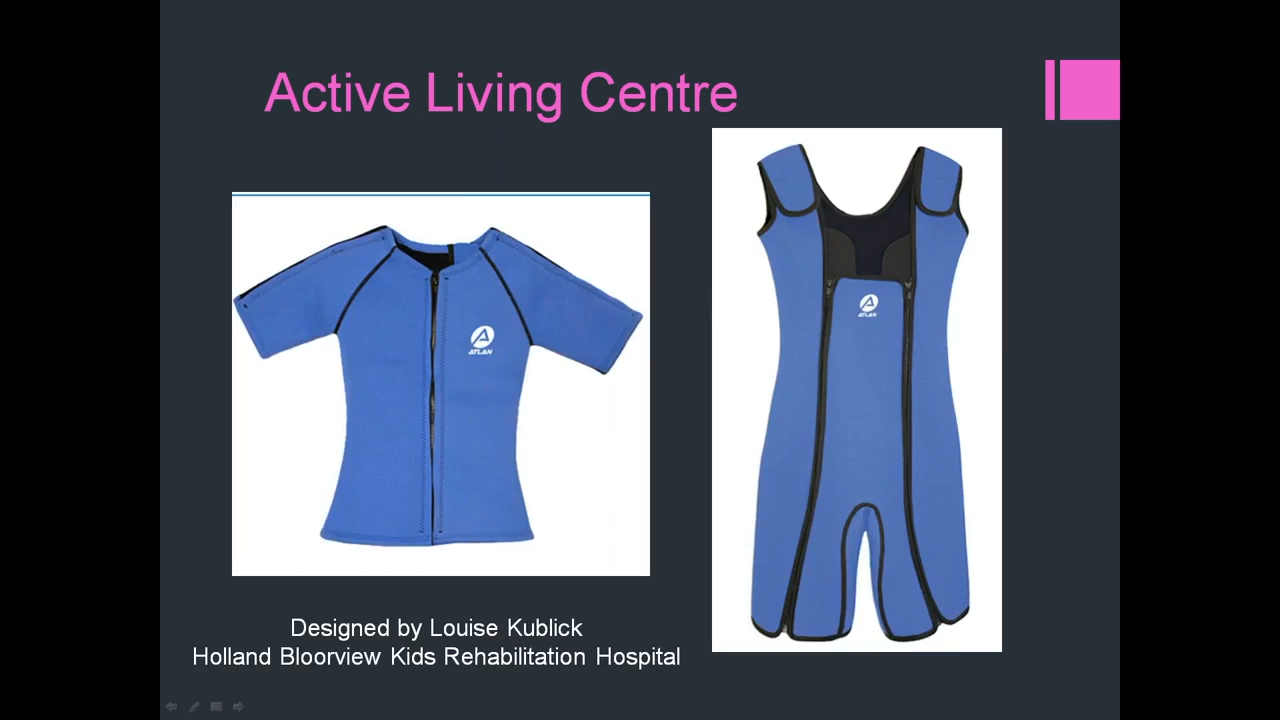 Active Living Centre
ATLAN
ATLAN
Designed by Louise Kublick
Holland Bloorview Kids Rehabilitation Hospital